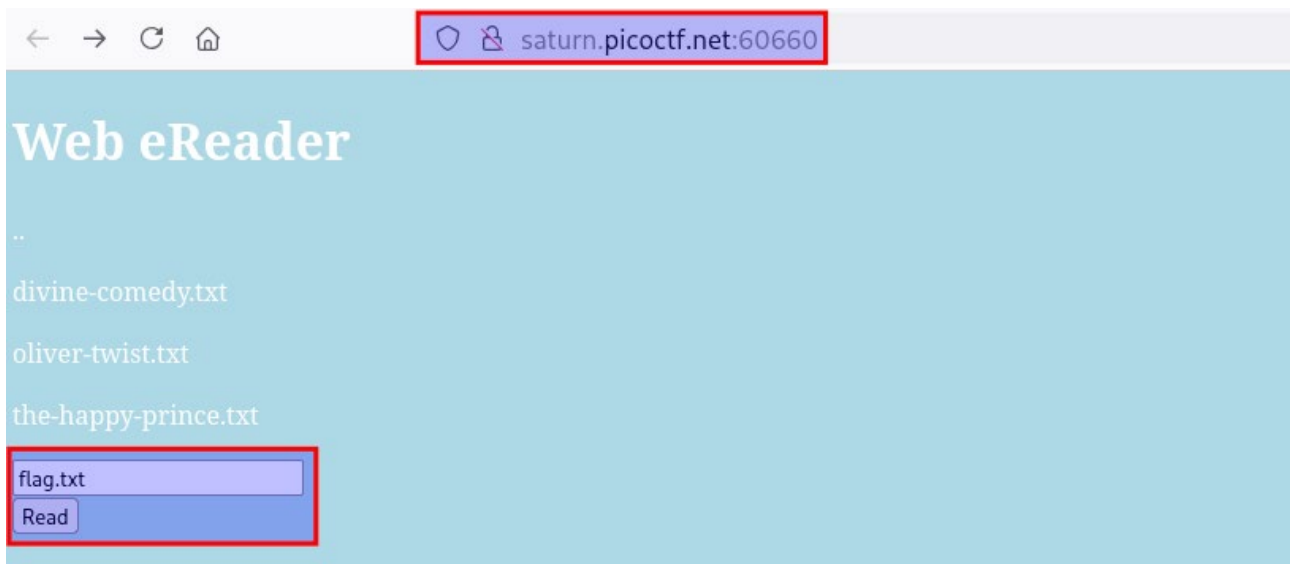 saturn.picoctf.net:60660
Web eReader
..
divine-comedy.txt
oliver-twist.txt
the-happy-prince.txt
flag.txt
Read